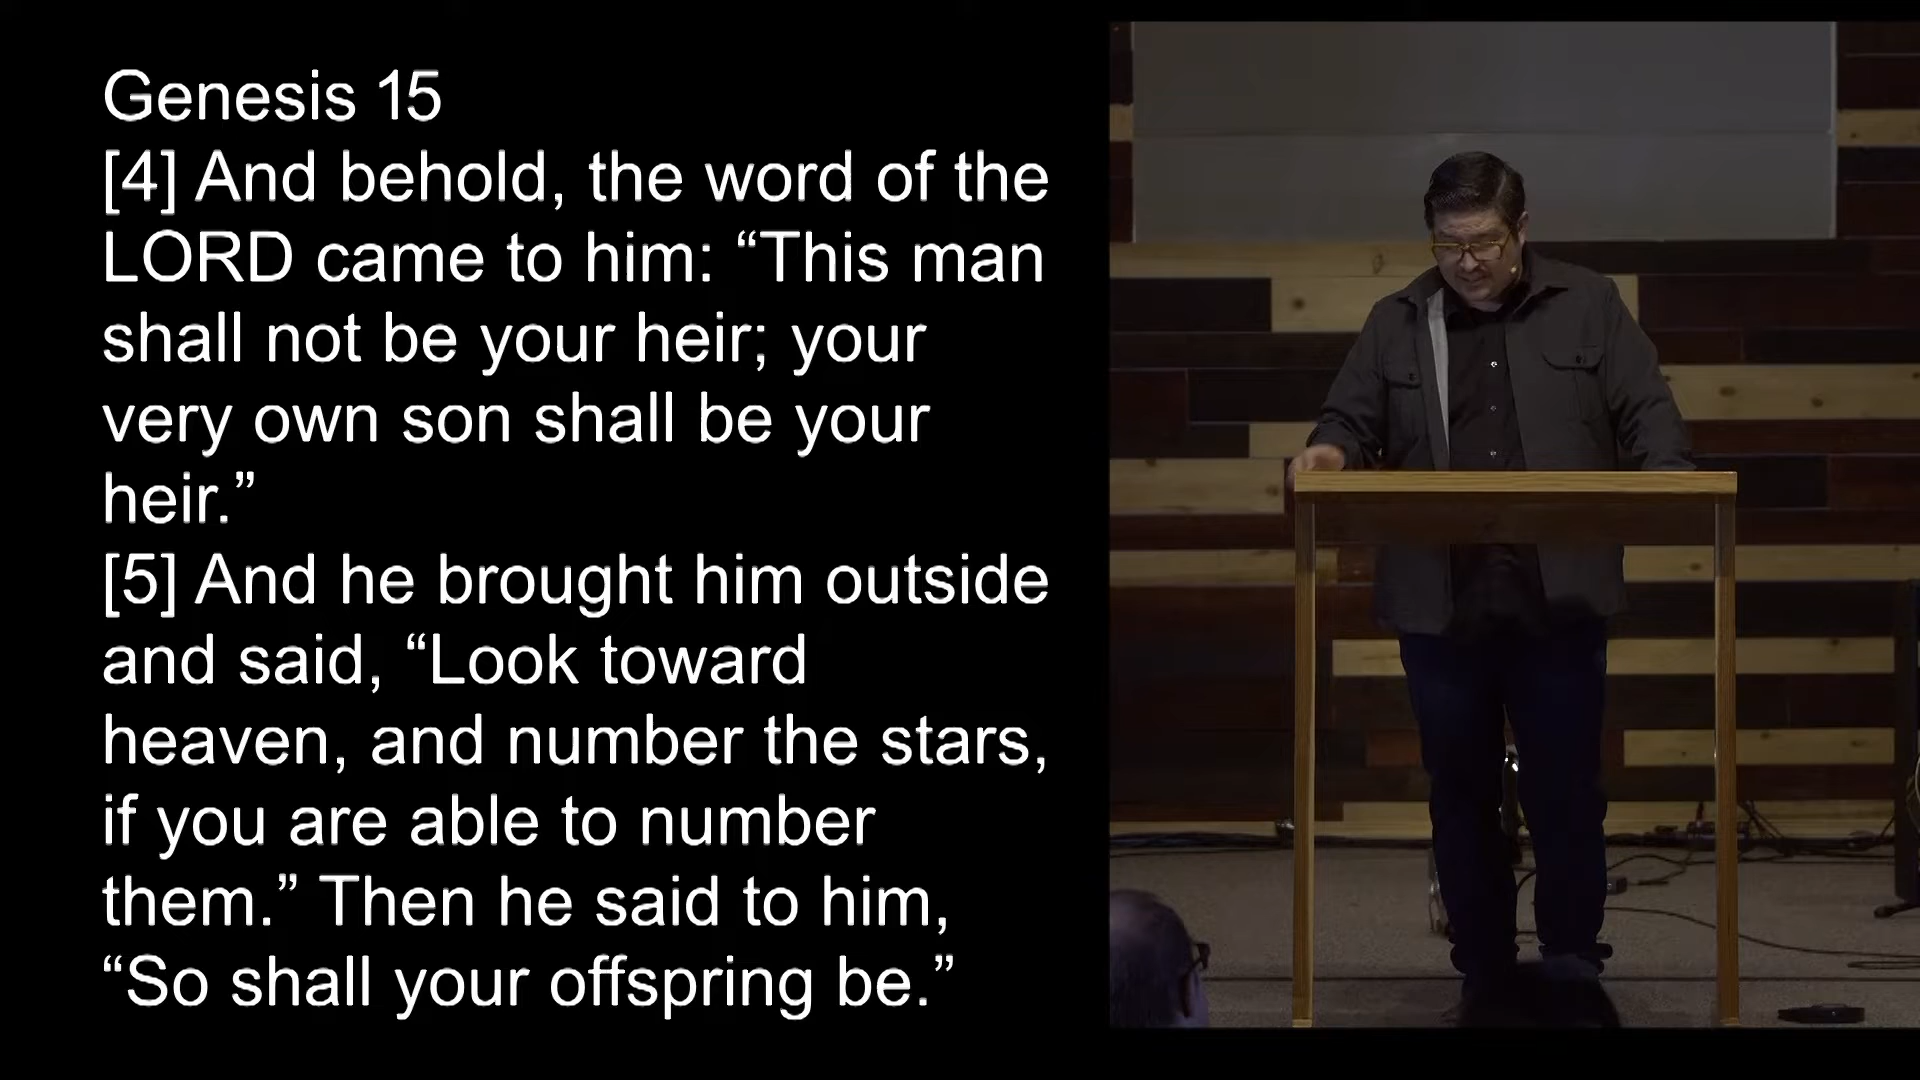 Genesis 15
[4] And behold, the word of the
LORD came to him: “This man
shall not be your heir; your
very own son shall be your
heir.”
[5] And he brought him outside
and said, “Look toward
heaven, and number the stars,
if you are able to number
them.” Then he said to him,
“So shall your offspring be.”